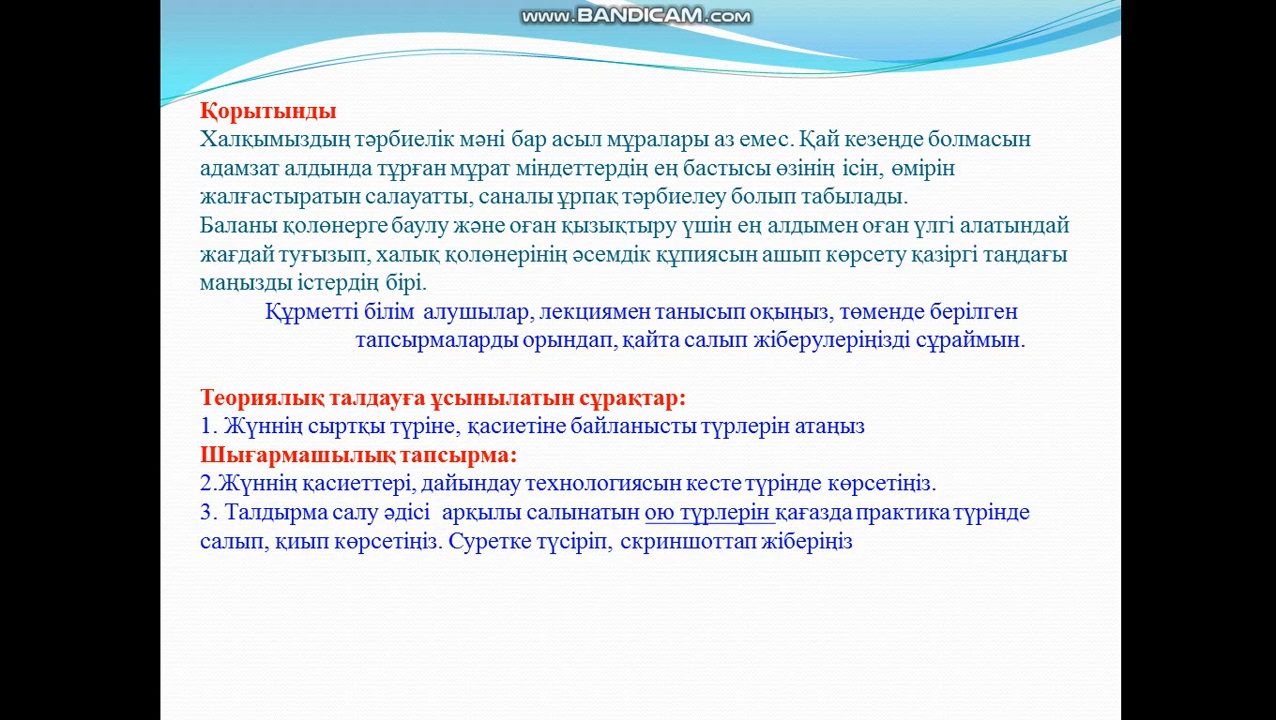 www.BANDICAM.com
Қорытынды
Халқымыздың тәрбиелік мәні бар асыл мұралары аз емес. Қай кезеңде болмасын
адамзат алдында тұрған мұрат міндеттердің ең бастысы өзінің ісін, өмірін
жалғастыратын салауатты, саналы ұрпақ тәрбиелеу болып табылады.
Баланы қолөнерге баулу және оған қызықтыру үшін ең алдымен оған үлгі алатындай
жағдай туғызып, халық қолөнерінің әсемдік құпиясын ашып көрсету қазіргі таңдағы
маңызды істердің бірі.
Құрметті білім алушылар, лекциямен танысып оқыңыз, төменде берілген
тапсырмаларды орындап, қайта салып жіберулеріңізді сұраймын.
Теориялық талдауға ұсынылатын сұрақтар:
1. Жүннің сыртқы түріне, қасиетіне байланысты түрлерін атаңыз
Шығармашылық тапсырма:
2.Жүннің қасиеттері, дайындау технологиясын кесте түрінде көрсетіңіз.
3. Талдырма салу әдісі арқылы салынатын ою түрлерін қағазда практика түрінде
салып, қиып көрсетіңіз. Суретке түсіріп, скриншоттап жіберіңіз